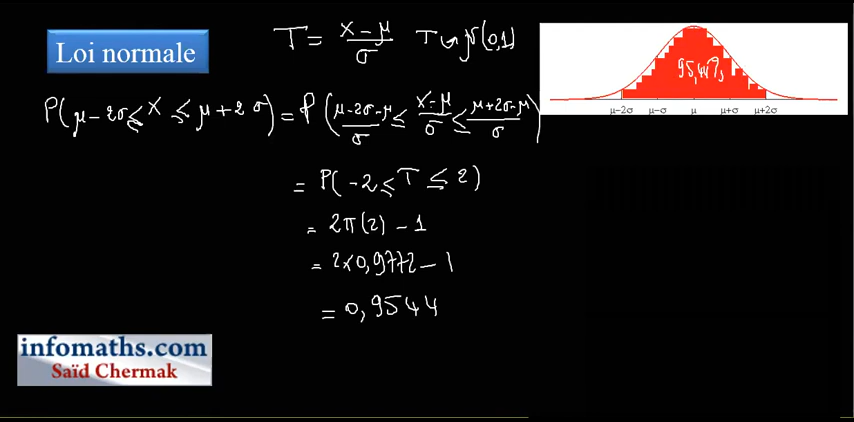 Loi normale
T = (x - μ)/σ   T ↝ N(0,1)
95,44%
μ-2σ μ-σ μ μ+σ μ+2σ
P(μ - 2σ ≤ X ≤ μ + 2σ) = P((μ-2σ-μ)/σ ≤ (X-μ)/σ ≤ (μ+2σ-μ)/σ)
= P(-2 ≤ T ≤ 2)
= 2π(2) - 1
= 2×0,9772 - 1
= 0,9544
infomaths.com
Saïd Chermak